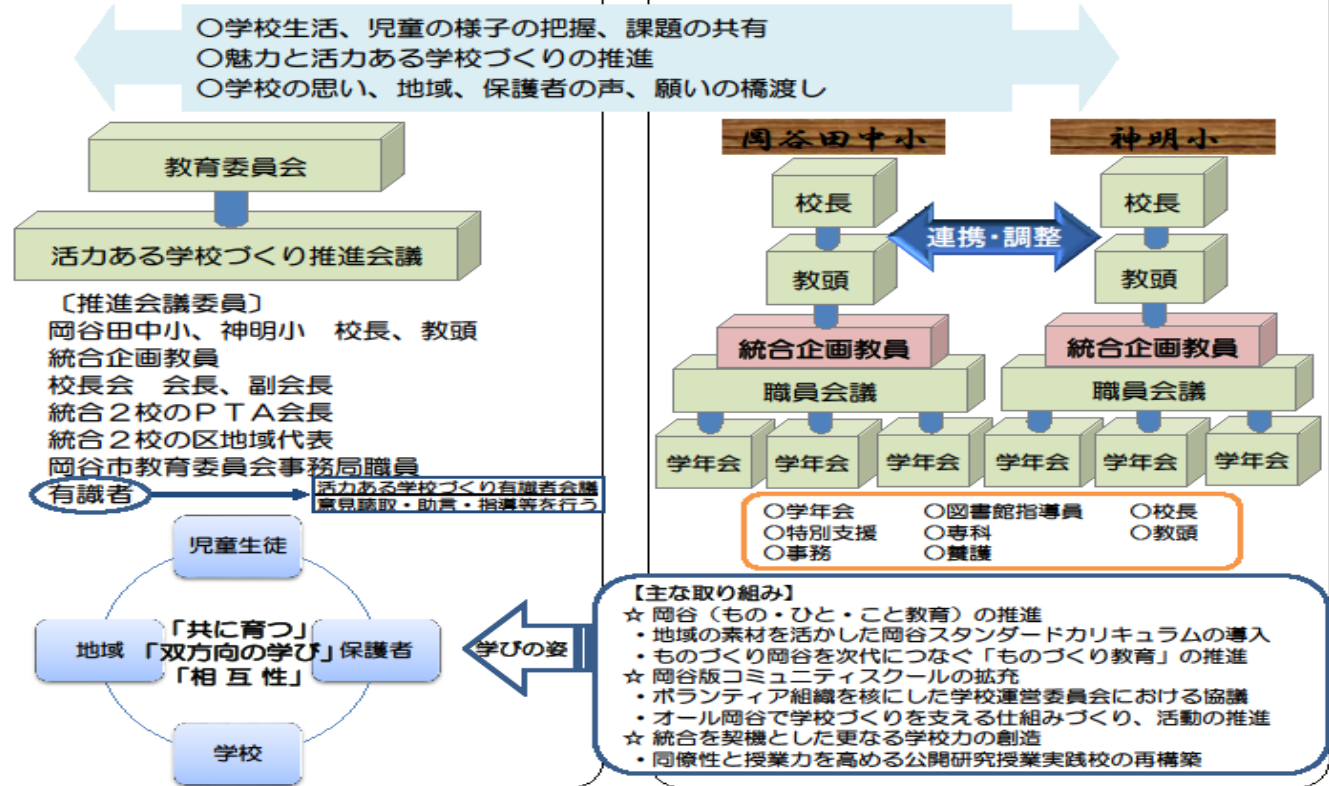 ○学校生活、児童の様子の把握、課題の共有
○魅力と活力ある学校づくりの推進
○学校の思い、地域、保護者の声、願いの橋渡し
教育委員会
活力ある学校づくり推進会議
〔推進会議委員〕
岡谷田中小、神明小　校長、教頭
統合企画教員
校長会　会長、副会長
統合２校のＰＴＡ会長
統合２校の区地域代表
岡谷市教育委員会事務局職員
有識者
活力ある学校づくり有識者会議
意見聴取・助言・指導等を行う
児童生徒
地域
「共に育つ」
「双方向の学び」
「相 互 性」
保護者
学校
岡谷田中小
神明小
校長
校長
連携・調整
教頭
教頭
統合企画教員
統合企画教員
職員会議
職員会議
学年会
学年会
学年会
学年会
学年会
学年会
○学年会　○図書館指導員　○校長
○特別支援　○専科　○教頭
○事務　○養護
学びの姿
【主な取り組み】
☆ 岡谷（もの・ひと・こと教育）の推進
・地域の素材を活かした岡谷スタンダードカリキュラムの導入
・ものづくり岡谷を次代につなぐ「ものづくり教育」の推進
☆ 岡谷版コミュニティスクールの拡充
・ボランティア組織を核にした学校運営委員会における協議
・オール岡谷で学校づくりを支える仕組みづくり、活動の推進
☆ 統合を契機とした更なる学校力の創造
・同僚性と授業力を高める公開研究授業実践校の再構築